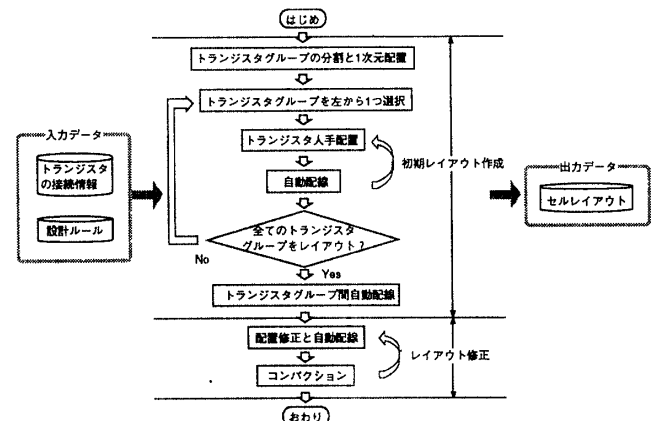 はじめ
トランジスタグループの分割と1次元配置
トランジスタグループを左から1つ選択
トランジスタ人手配置
自動配線
全てのトランジスタ
グループをレイアウト？
No
Yes
トランジスタグループ間自動配線
配置修正と自動配線
コンパクション
おわり
入力データ
トランジスタ
の接続情報
設計ルール
初期レイアウト作成
レイアウト修正
出力データ
セルレイアウト